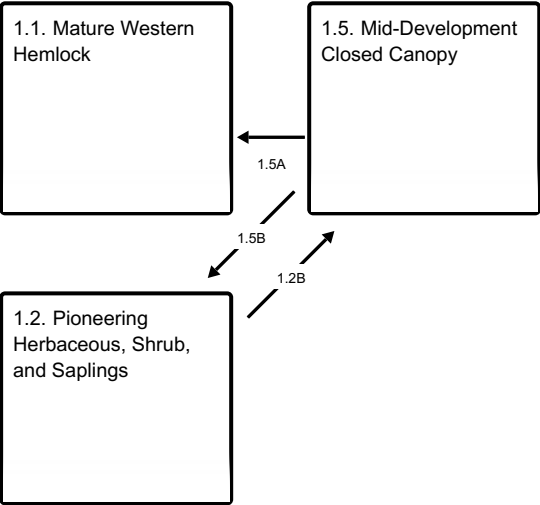 1.1. Mature Western
Hemlock
1.5. Mid-Development
Closed Canopy
1.5A
1.5B
1.2B
1.2. Pioneering
Herbaceous, Shrub,
and Saplings